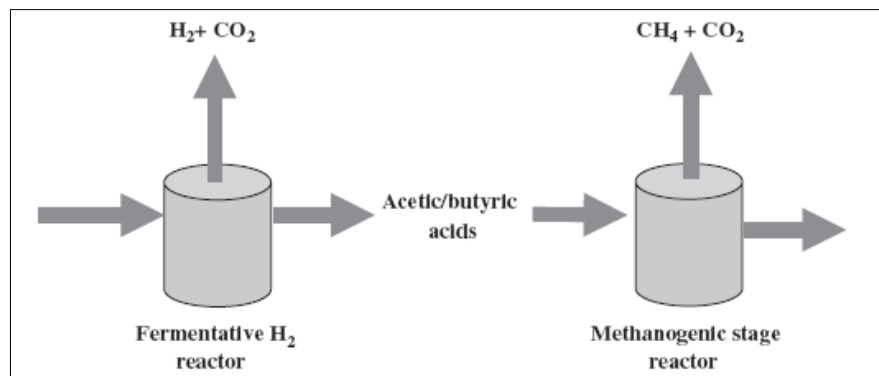 H₂+ CO₂
CH₄ + CO₂
Acetic/butyric
acids
Fermentative H₂
reactor
Methanogenic stage
reactor